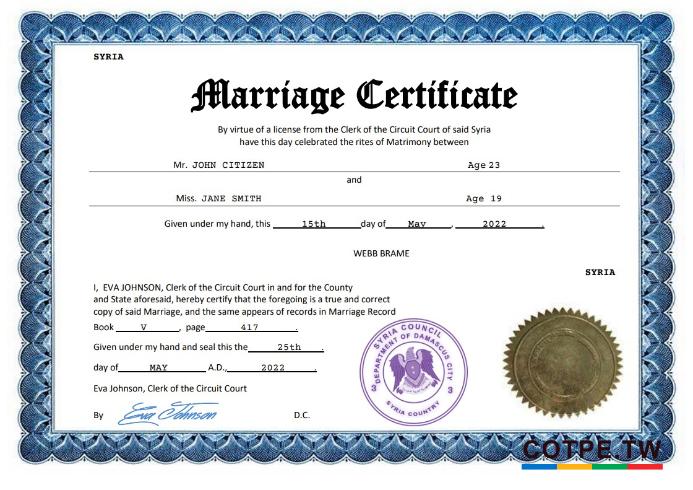 SYRIA
Marriage Certificate
By virtue of a license from the Clerk of the Circuit Court of said Syria
have this day celebrated the rites of Matrimony between
Mr. JOHN CITIZEN Age 23
and
Miss. JANE SMITH Age 19
Given under my hand, this 15th day of May, 2022.
WEBB BRAME
SYRIA
I, EVA JOHNSON, Clerk of the Circuit Court in and for the County
and State aforesaid, hereby certify that the foregoing is a true and correct
copy of said Marriage, and the same appears of records in Marriage Record
Book V, page 417.
Given under my hand and seal this the 25th.
day of MAY A.D., 2022.
Eva Johnson, Clerk of the Circuit Court
By Eva Johnson D.C.
SYRIA COUNCIL
DEPARTMENT OF DAMASCUS CITY
3 3
SYRIA COUNTRY
COTPE.TW